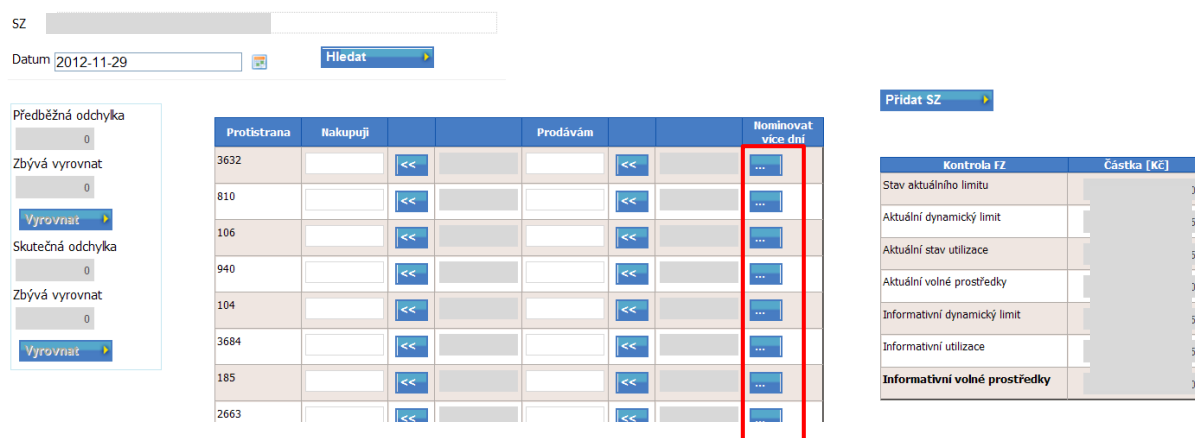 SZ
Datum 2012-11-29 Hledat
Předběžná odchylka
0
Zbývá vyrovnat
0
Vyrovnat
Skutečná odchylka
0
Zbývá vyrovnat
0
Vyrovnat
Protistrana Nakupuji Prodávám Nominovat více dní
3632 << << ...
810 << << ...
106 << << ...
940 << << ...
104 << << ...
3684 << << ...
185 << << ...
2663 << << ...
Přidat SZ
Kontrola FZ Částka [Kč]
Stav aktuálního limitu
Aktuální dynamický limit
Aktuální stav utilizace
Aktuální volné prostředky
Informativní dynamický limit
Informativní utilizace
Informativní volné prostředky